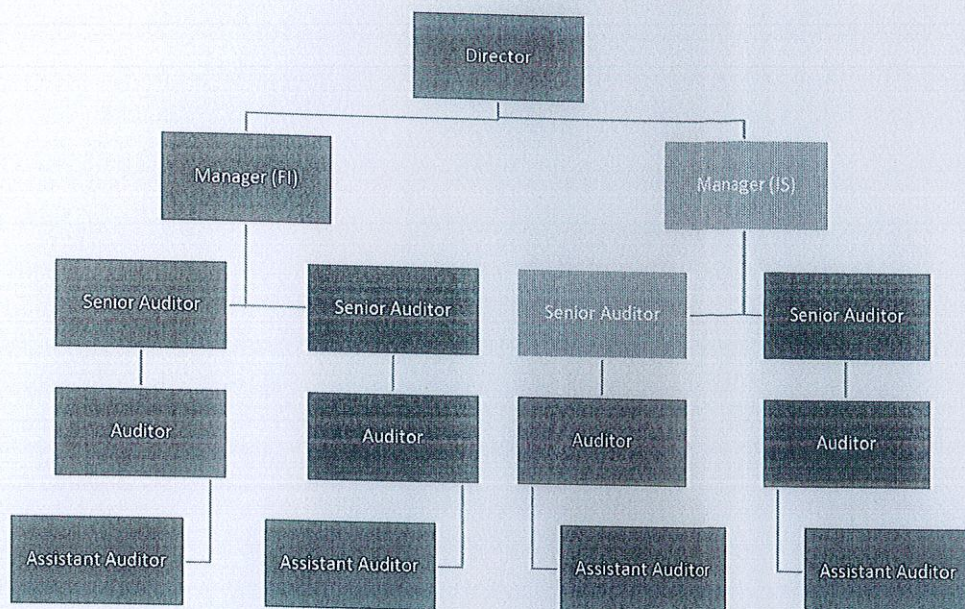 Director
Manager (FI)
Manager (IS)
Senior Auditor
Senior Auditor
Senior Auditor
Senior Auditor
Auditor
Auditor
Auditor
Auditor
Assistant Auditor
Assistant Auditor
Assistant Auditor
Assistant Auditor